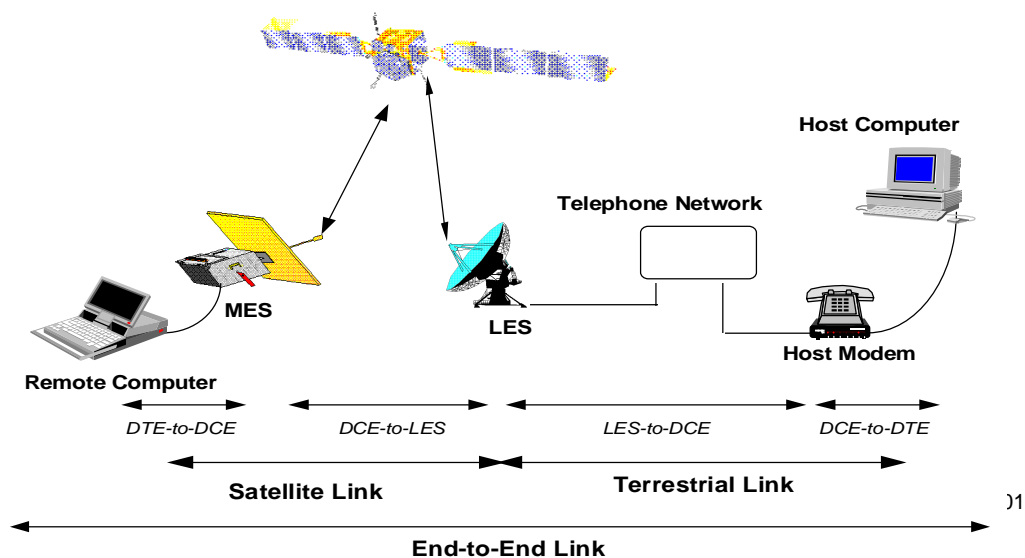 Host Computer
Telephone Network
MES
LES
Host Modem
Remote Computer
DTE-to-DCE
DCE-to-LES
LES-to-DCE
DCE-to-DTE
Satellite Link
Terrestrial Link
01
End-to-End Link